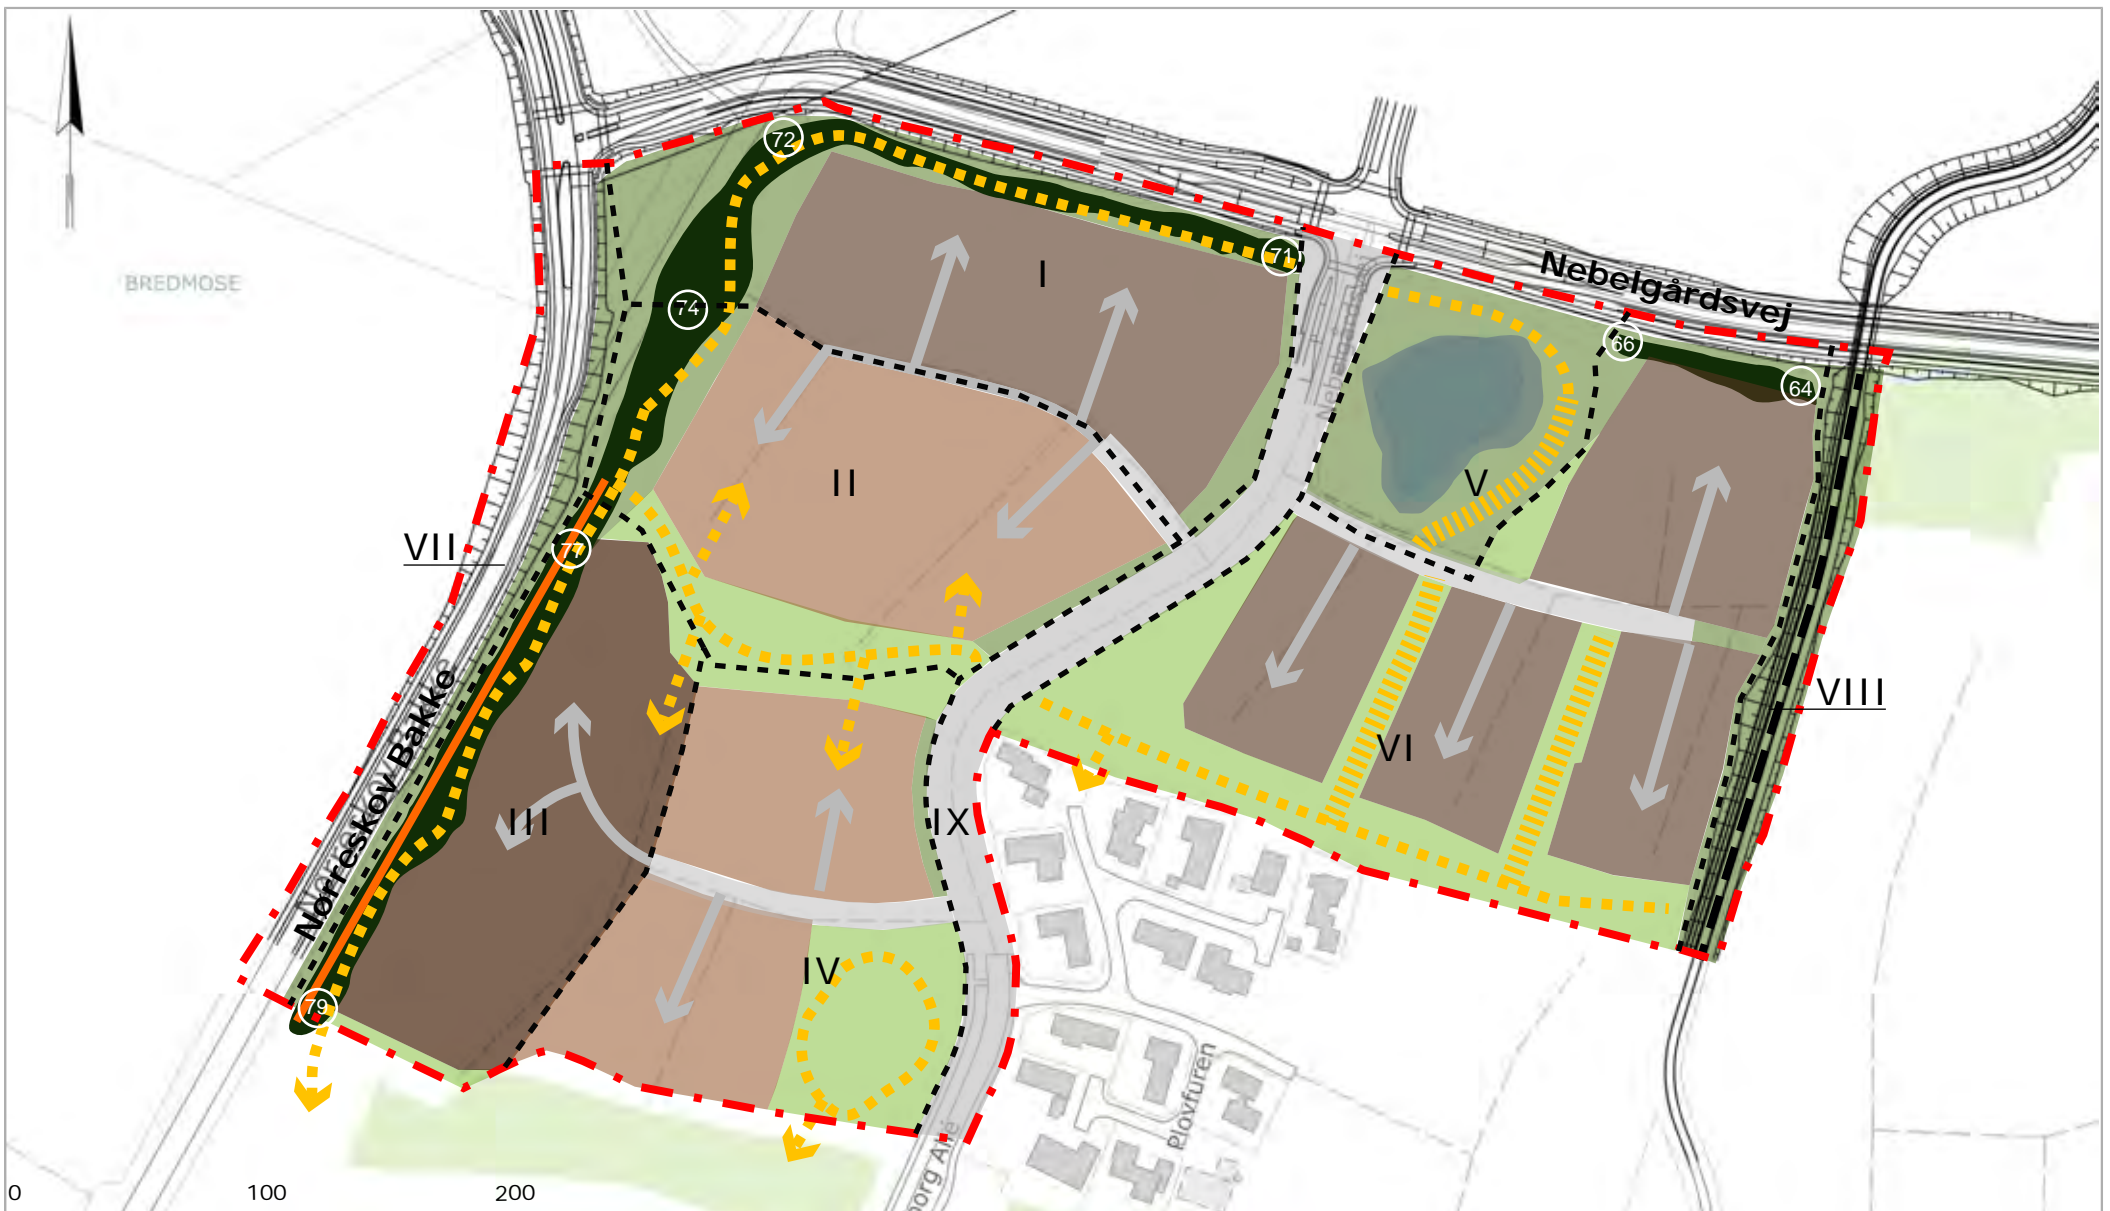 72
71
BREDMOSE
I
Nebelgårdsvej
74
66
64
II
V
VII
77
VIII
Nørreskov Bakke
VI
III
IX
IV
79
Plovfuren
0 100 200